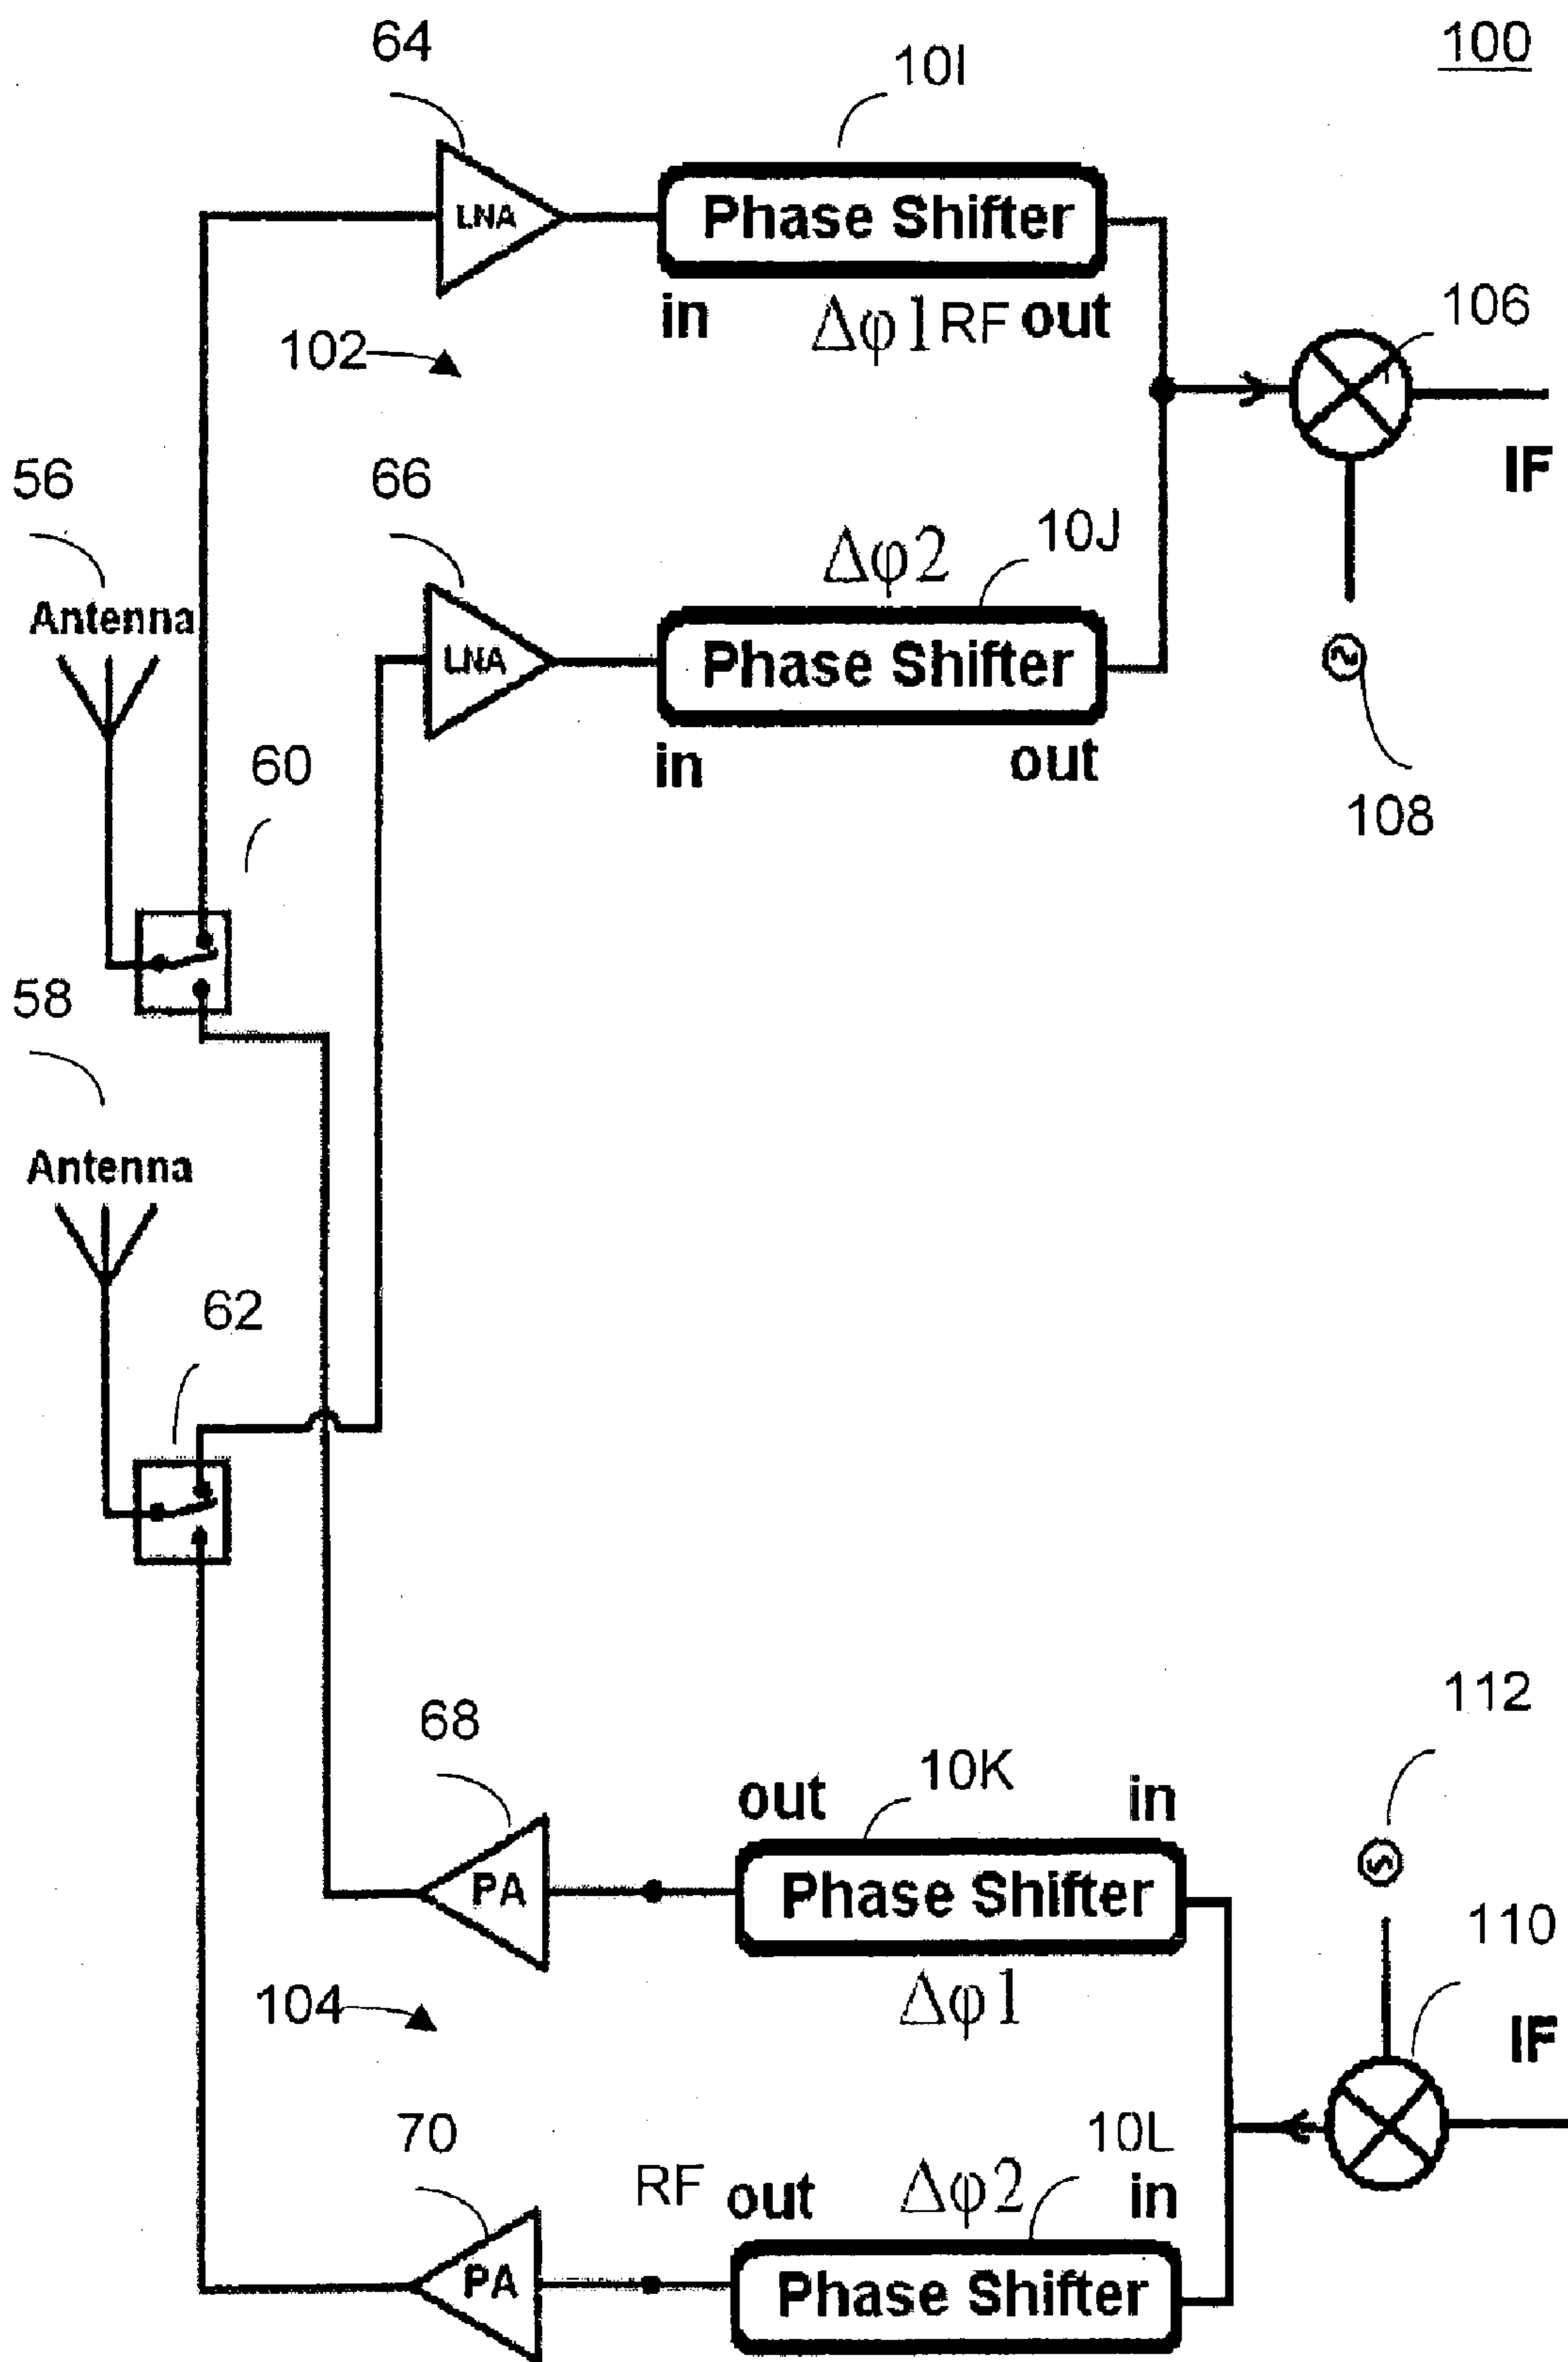 100
64
10I
LNA
Phase Shifter
in Δφ1 RF out
102
106
IF
56
66
Δφ2
10J
Antenna
LNA
Phase Shifter
in out
60
108
58
Antenna
62
68
112
out 10K in
PA
Phase Shifter
110
104
Δφ1
IF
70
RF out Δφ2 10L in
PA
Phase Shifter